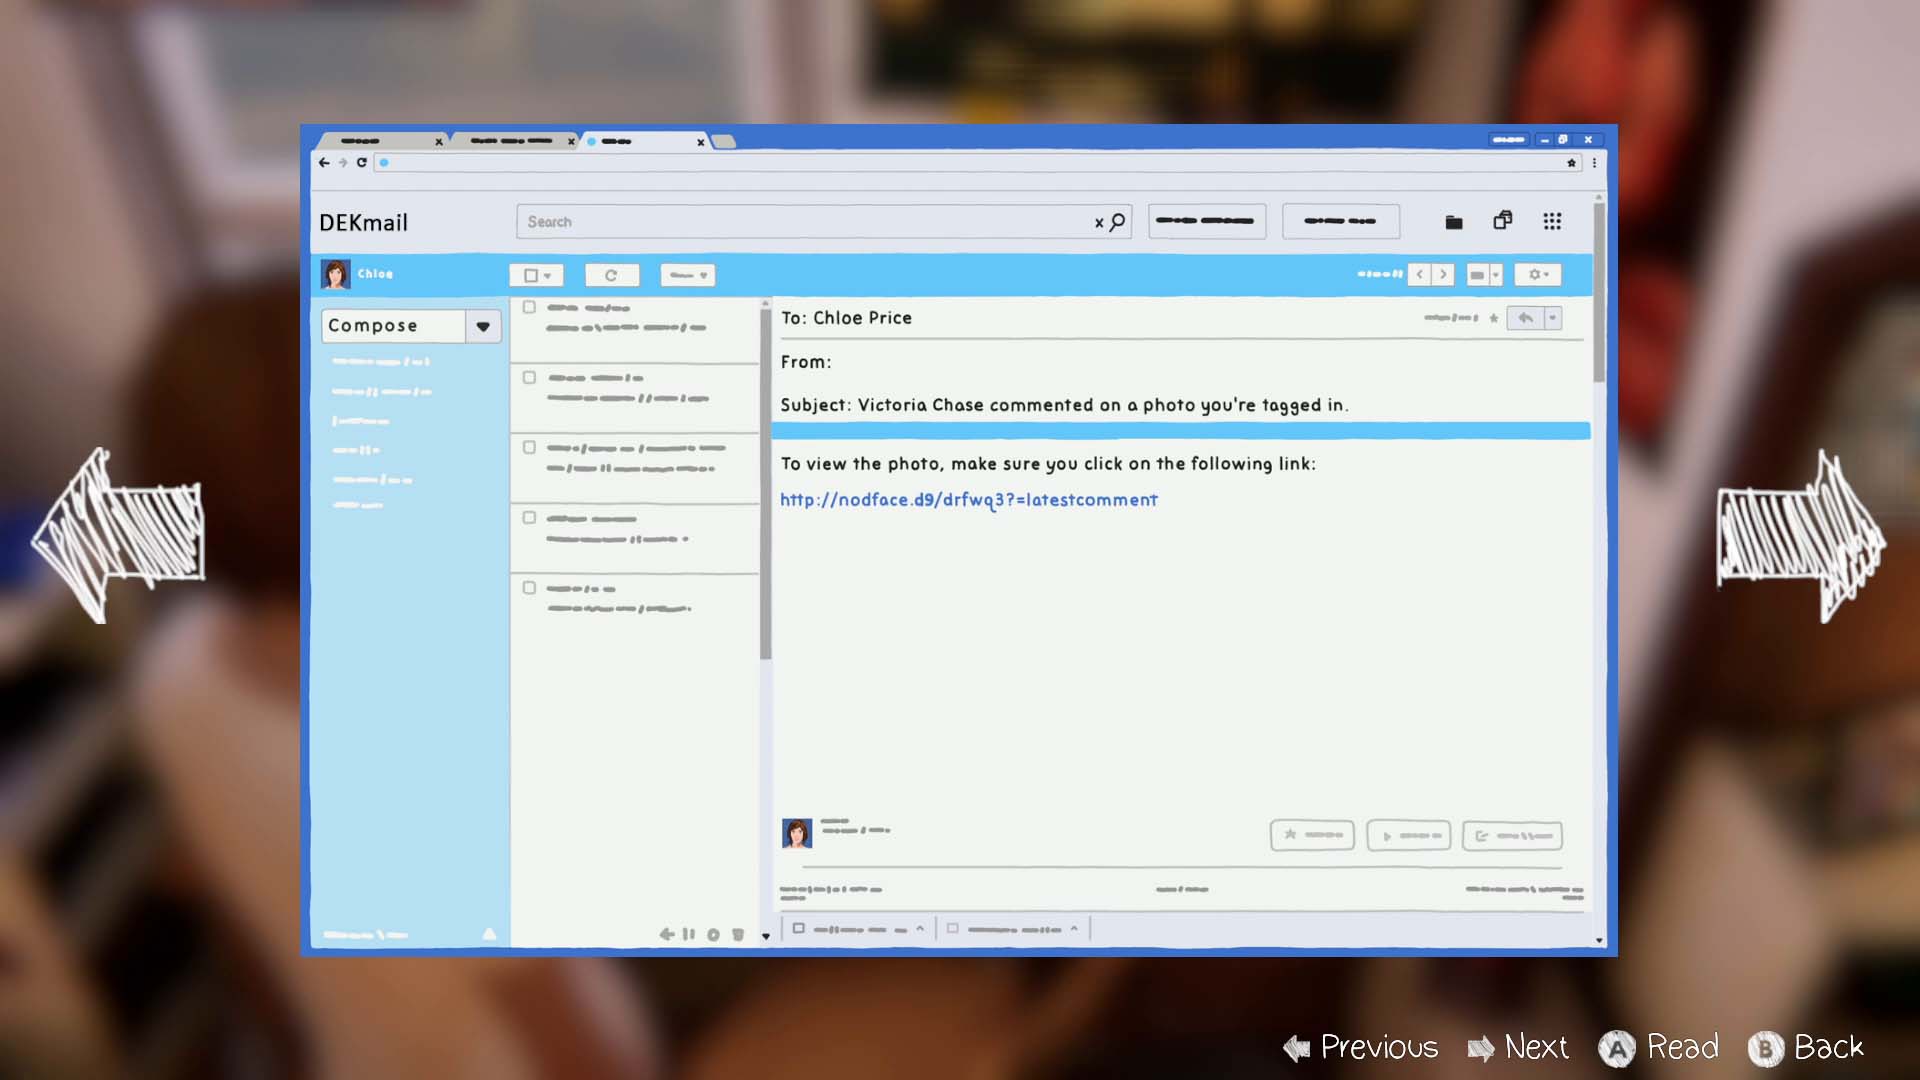 DEKmail
Search
Chloe
Compose
To: Chloe Price
From:
Subject: Victoria Chase commented on a photo you're tagged in.
To view the photo, make sure you click on the following link:
http://nodface.d9/drfwq3?=latestcomment
Previous
Next
A Read
B Back